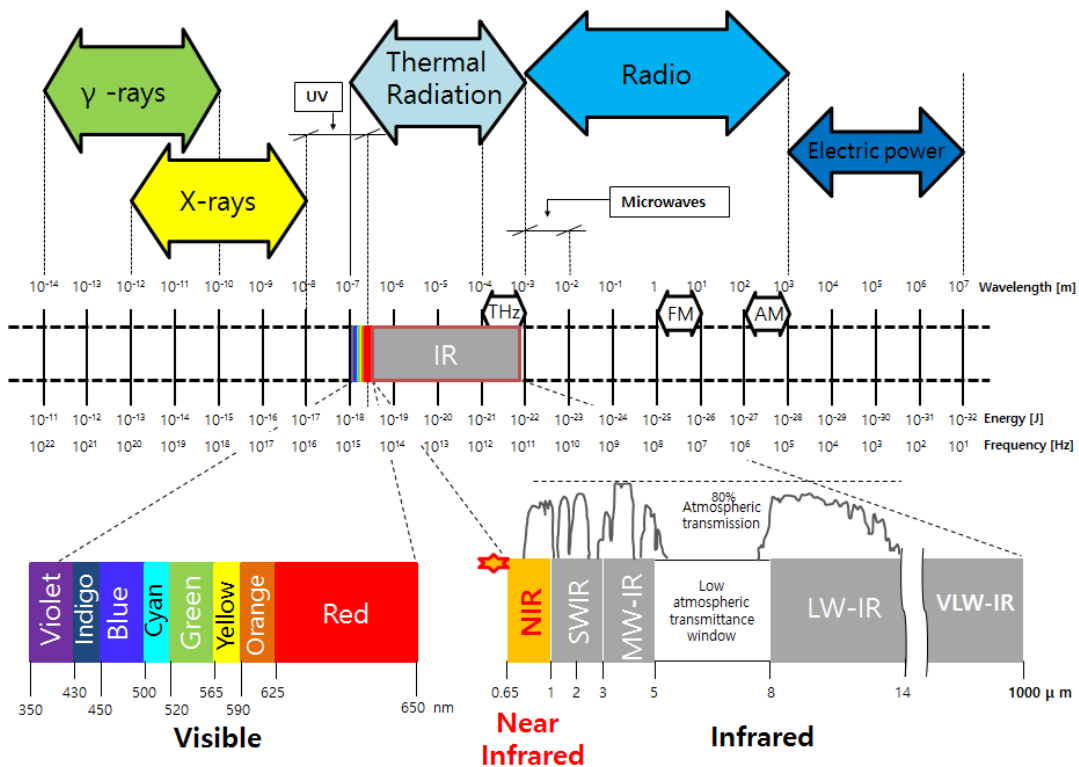 γ -rays
Thermal
Radiation
Radio
UV
Electric power
X-rays
Microwaves
10⁻¹⁴ 10⁻¹³ 10⁻¹² 10⁻¹¹ 10⁻¹⁰ 10⁻⁹ 10⁻⁸ 10⁻⁷ 10⁻⁶ 10⁻⁵ 10⁻⁴ 10⁻³ 10⁻² 10⁻¹ 1 10¹ 10² 10³ 10⁴ 10⁵ 10⁶ 10⁷ Wavelength [m]
THz FM AM
IR
10⁻¹¹ 10⁻¹² 10⁻¹³ 10⁻¹⁴ 10⁻¹⁵ 10⁻¹⁶ 10⁻¹⁷ 10⁻¹⁸ 10⁻¹⁹ 10⁻²⁰ 10⁻²¹ 10⁻²² 10⁻²³ 10⁻²⁴ 10⁻²⁵ 10⁻²⁶ 10⁻²⁷ 10⁻²⁸ 10⁻²⁹ 10⁻³⁰ 10⁻³¹ 10⁻³² Energy [J]
10²² 10²¹ 10²⁰ 10¹⁹ 10¹⁸ 10¹⁷ 10¹⁶ 10¹⁵ 10¹⁴ 10¹³ 10¹² 10¹¹ 10¹⁰ 10⁹ 10⁸ 10⁷ 10⁶ 10⁵ 10⁴ 10³ 10² 10¹ Frequency [Hz]
80%
Atmospheric
transmission
Violet
Indigo
Blue
Cyan
Green
Yellow
Orange
Red
350 430 450 500 520 565 590 625 650 nm
Visible
NIR
SWIR
MW-IR
Low
atmospheric
transmittance
window
LW-IR
VLW-IR
0.65 1 2 3 5 8 14 1000 μ m
Near
Infrared
Infrared